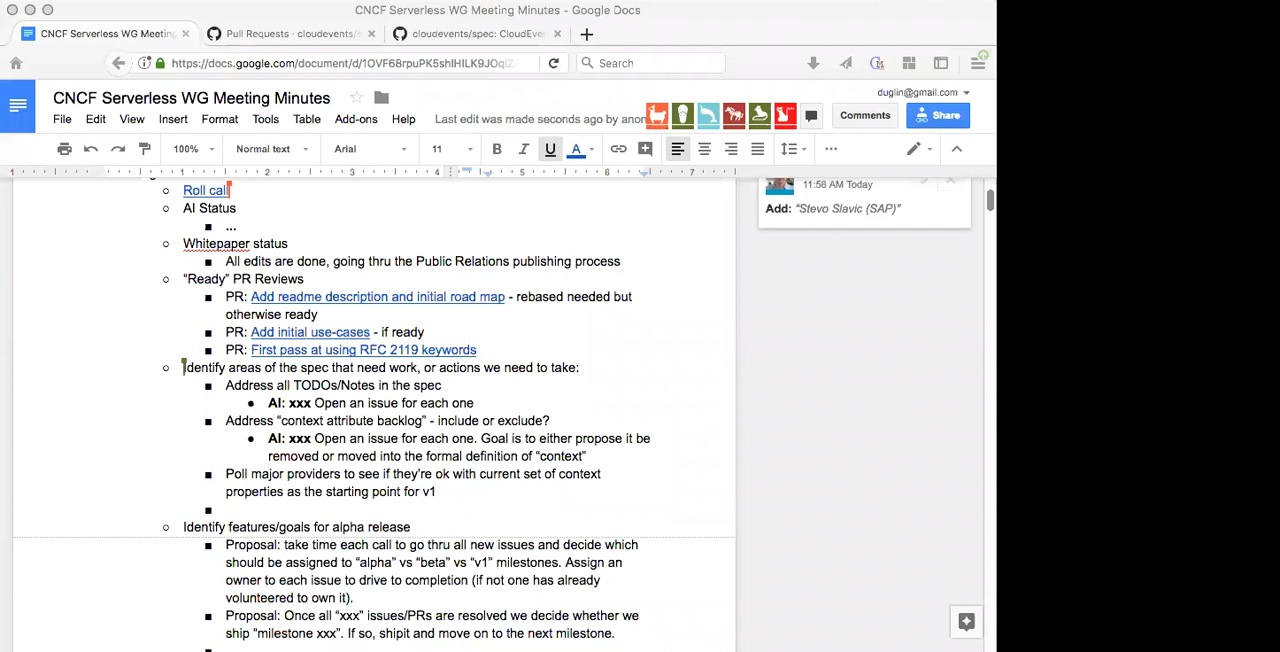 CNCF Serverless WG Meeting Minutes - Google Docs
CNCF Serverless WG Meeting
Pull Requests · cloudevents/s
cloudevents/spec: CloudEven
Search
CNCF Serverless WG Meeting Minutes
duglin@gmail.com
File Edit View Insert Format Tools Table Add-ons Help Last edit was made seconds ago by anon
Comments
Share
100% Normal text Arial 11 B I U A
1 1 2 3 4 5 6 7
Roll call
11:58 AM Today
AI Status
Add: "Stevo Slavic (SAP)"
...
Whitepaper status
All edits are done, going thru the Public Relations publishing process
"Ready" PR Reviews
PR: Add readme description and initial road map - rebased needed but
otherwise ready
PR: Add initial use-cases - if ready
PR: First pass at using RFC 2119 keywords
Identify areas of the spec that need work, or actions we need to take:
Address all TODOs/Notes in the spec
AI: xxx Open an issue for each one
Address "context attribute backlog" - include or exclude?
AI: xxx Open an issue for each one. Goal is to either propose it be
removed or moved into the formal definition of "context"
Poll major providers to see if they're ok with current set of context
properties as the starting point for v1
Identify features/goals for alpha release
Proposal: take time each call to go thru all new issues and decide which
should be assigned to "alpha" vs "beta" vs "v1" milestones. Assign an
owner to each issue to drive to completion (if not one has already
volunteered to own it).
Proposal: Once all "xxx" issues/PRs are resolved we decide whether we
ship "milestone xxx". If so, shipit and move on to the next milestone.